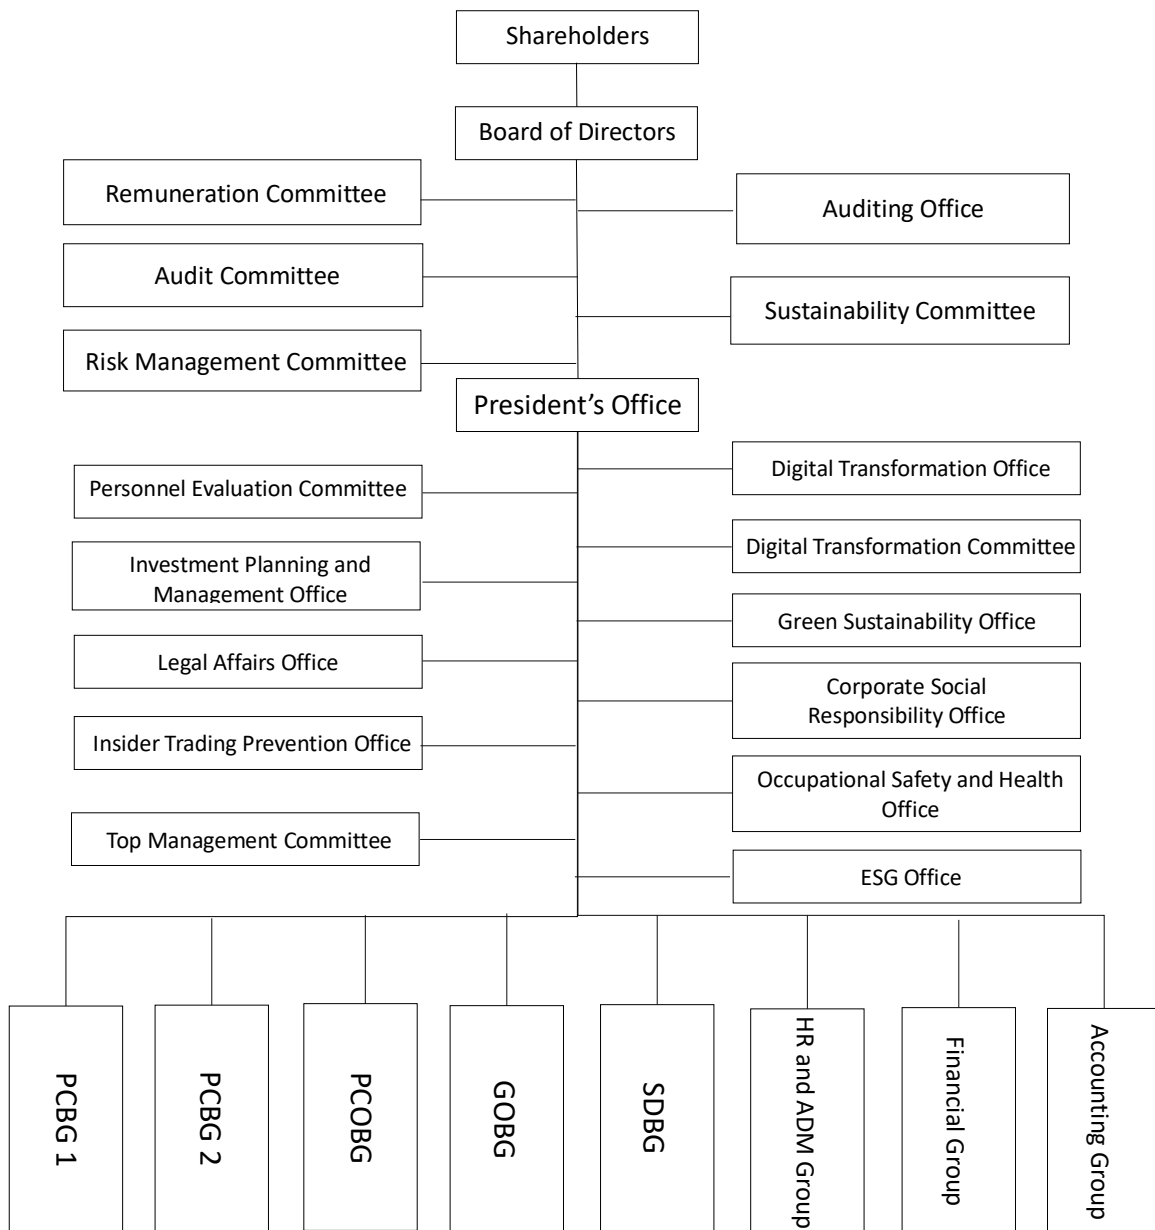 Shareholders
Board of Directors
Remuneration Committee
Auditing Office
Audit Committee
Sustainability Committee
Risk Management Committee
President’s Office
Personnel Evaluation Committee
Digital Transformation Office
Investment Planning and
Management Office
Digital Transformation Committee
Legal Affairs Office
Green Sustainability Office
Insider Trading Prevention Office
Corporate Social
Responsibility Office
Top Management Committee
Occupational Safety and Health
Office
ESG Office
PCBG 1
PCBG 2
PCOBG
GOBG
SDBG
HR and ADM Group
Financial Group
Accounting Group